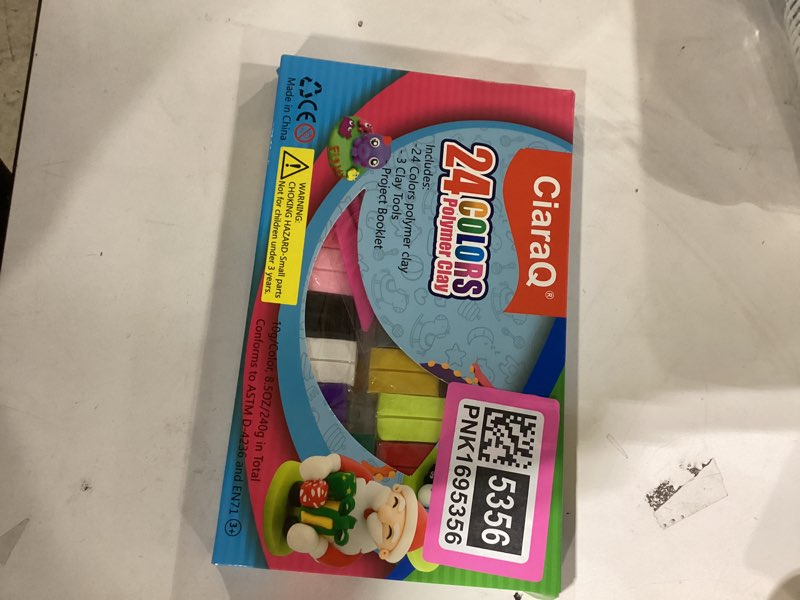 CiaraQ®
24 COLORS
Polymer Clay
Includes:
-24 Colors polymer clay
- 3 Clay Tools
Project Booklet
CE
Made in China
WARNING:
CHOKING HAZARD-Small parts
Not for children under 3 years.
10g/Color, 8.5OZ/240g in Total
Conforms to ASTM D-4236 and EN71 3+
5356
PNK1695356